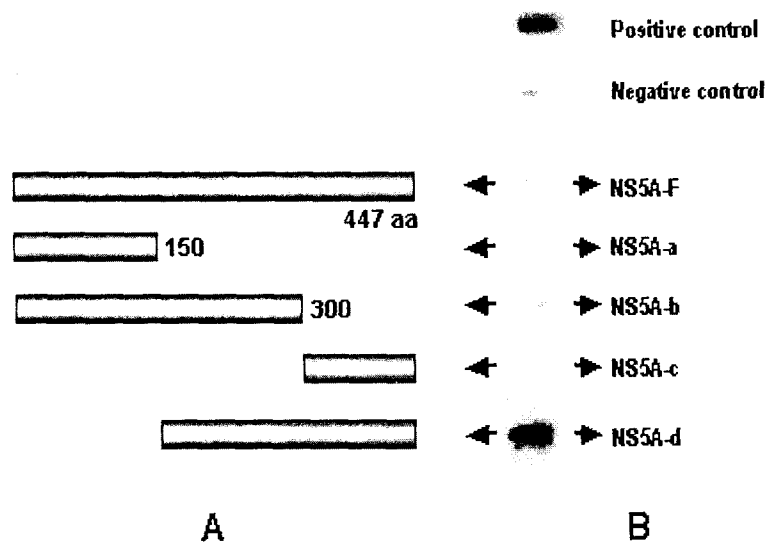 Positive control
Negative control
NS5A-F
447 aa
150
NS5A-a
300
NS5A-b
NS5A-c
NS5A-d
A
B